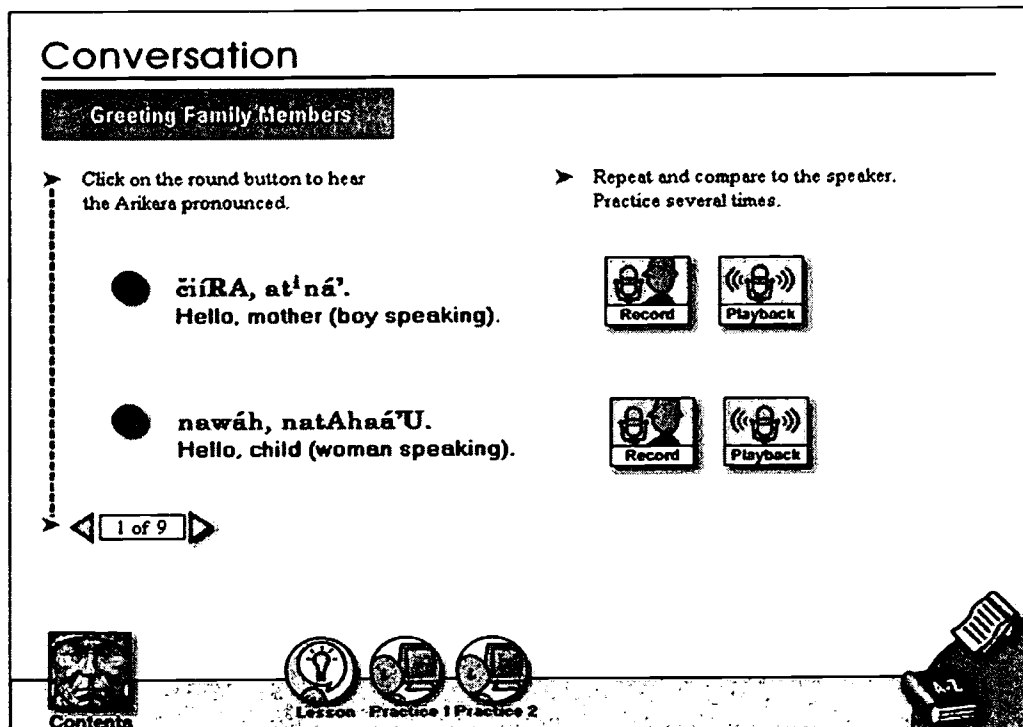 Conversation
Greeting Family Members
Click on the round button to hear
the Arikara pronounced.
Repeat and compare to the speaker.
Practice several times.
čiíRA, atⁱná’.
Hello, mother (boy speaking).
Record
Playback
nawáh, natAhaá’U.
Hello, child (woman speaking).
Record
Playback
1 of 9
Contents
Lesson
Practice 1
Practice 2
A-Z